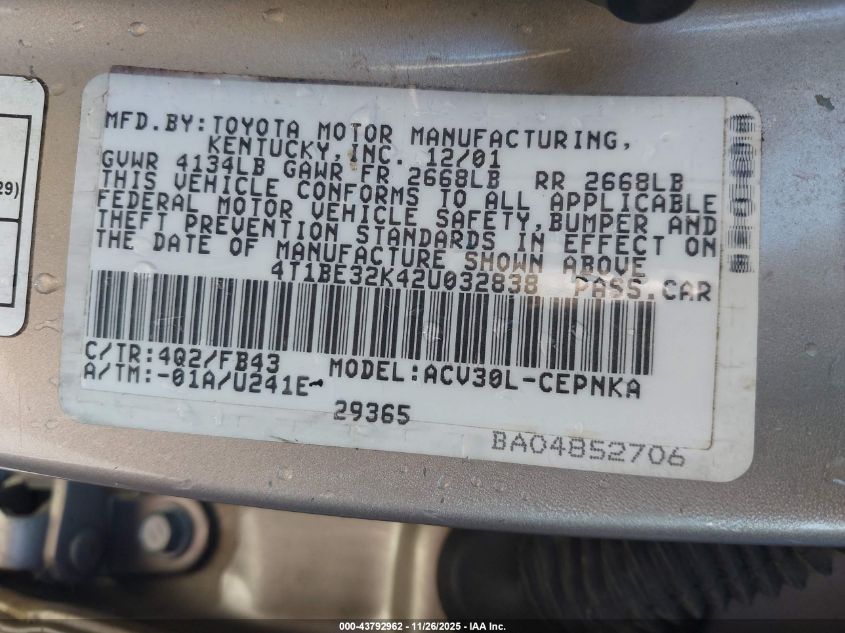 29)
MFD.BY:TOYOTA MOTOR MANUFACTURING,
KENTUCKY,INC. 12/01
GVWR 4134LB GAWR FR 2668LB RR 2668LB
THIS VEHICLE CONFORMS TO ALL APPLICABLE
FEDERAL MOTOR VEHICLE SAFETY,BUMPER AND
THEFT PREVENTION STANDARDS IN EFFECT ON
THE DATE OF MANUFACTURE SHOWN ABOVE
4T1BE32K42U032838 PASS.CAR
C/TR:4Q2/FB43 MODEL:ACV30L-CEPNKA
A/TM:-01A/U241E-
29365
BA04852706
000-43792962 - 11/26/2025 - IAA Inc.